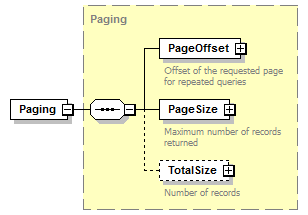 Paging
PageOffset
Offset of the requested page
for repeated queries
Paging
PageSize
Maximum number of records
returned
TotalSize
Number of records